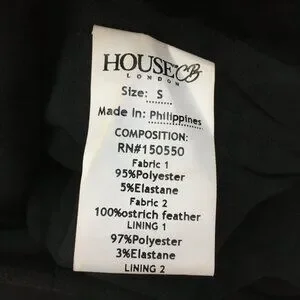 HOUSE OF CB
LONDON
Size: S
Made In: Philippines
COMPOSITION:
RN#150550
Fabric 1
95%Polyester
5%Elastane
Fabric 2
100%ostrich feather
LINING 1
97%Polyester
3%Elastane
LINING 2